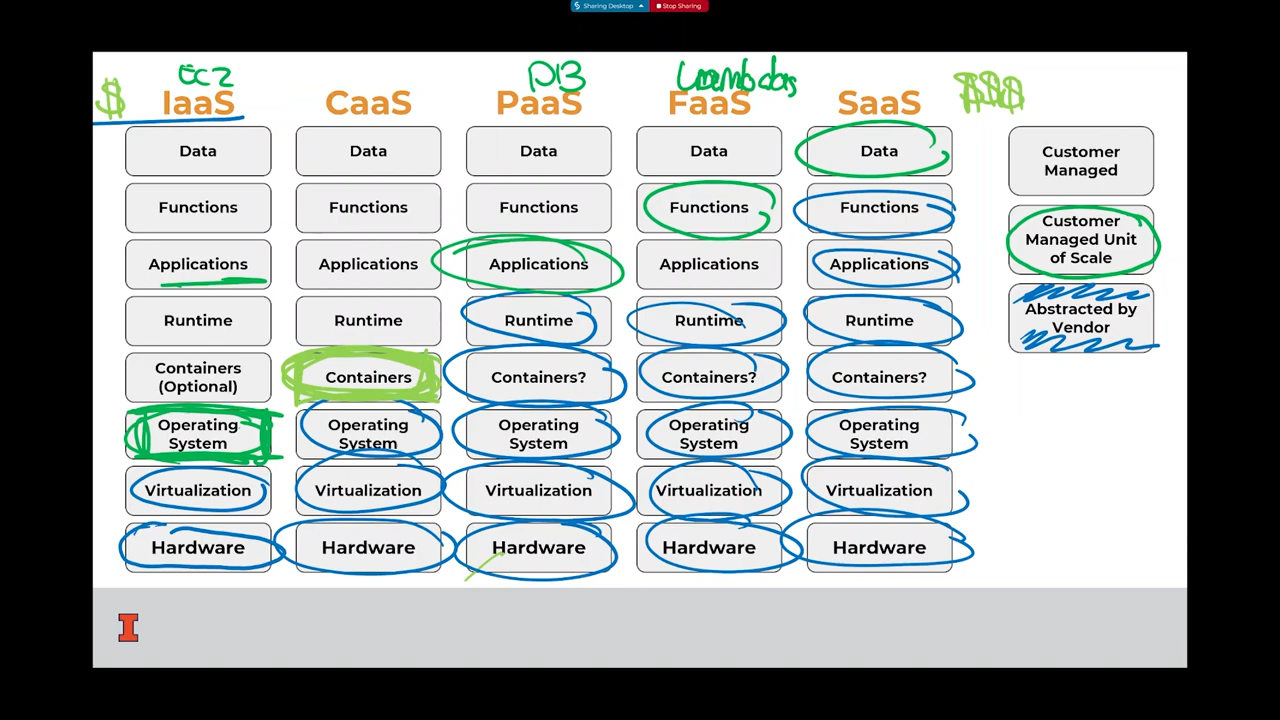 Sharing Desktop Stop Sharing
EC2 DB Lambdas
$ IaaS CaaS PaaS FaaS SaaS $$$
Data Data Data Data Data
Customer Managed
Functions Functions Functions Functions Functions
Customer Managed Unit of Scale
Applications Applications Applications Applications Applications
Runtime Runtime Runtime Runtime Runtime
Abstracted by Vendor
Containers (Optional) Containers Containers? Containers? Containers?
Operating System Operating System Operating System Operating System Operating System
Virtualization Virtualization Virtualization Virtualization Virtualization
Hardware Hardware Hardware Hardware Hardware
I